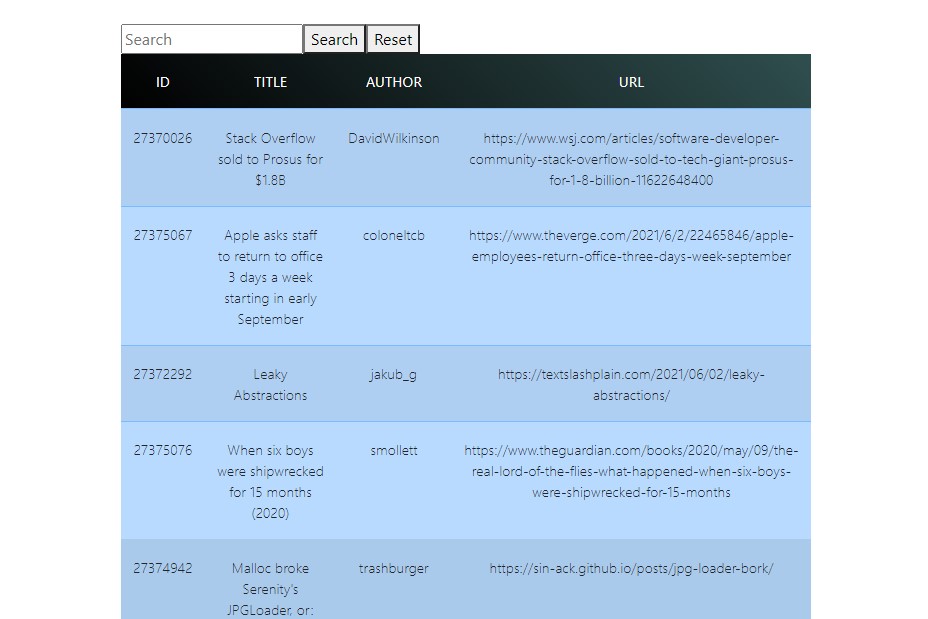 Search Search Reset
ID TITLE AUTHOR URL
27370026 Stack Overflow DavidWilkinson https://www.wsj.com/articles/software-developer-
sold to Prosus for community-stack-overflow-sold-to-tech-giant-prosus-
$1.8B for-1-8-billion-11622648400
27375067 Apple asks staff coloneltcb https://www.theverge.com/2021/6/2/22465846/apple-
to return to office employees-return-office-three-days-week-september
3 days a week
starting in early
September
27372292 Leaky jakub_g https://textslashplain.com/2021/06/02/leaky-
Abstractions abstractions/
27375076 When six boys smollett https://www.theguardian.com/books/2020/may/09/the-
were shipwrecked real-lord-of-the-flies-what-happened-when-six-boys-
for 15 months were-shipwrecked-for-15-months
(2020)
27374942 Malloc broke trashburger https://sin-ack.github.io/posts/jpg-loader-bork/
Serenity's
JPGLoader, or: